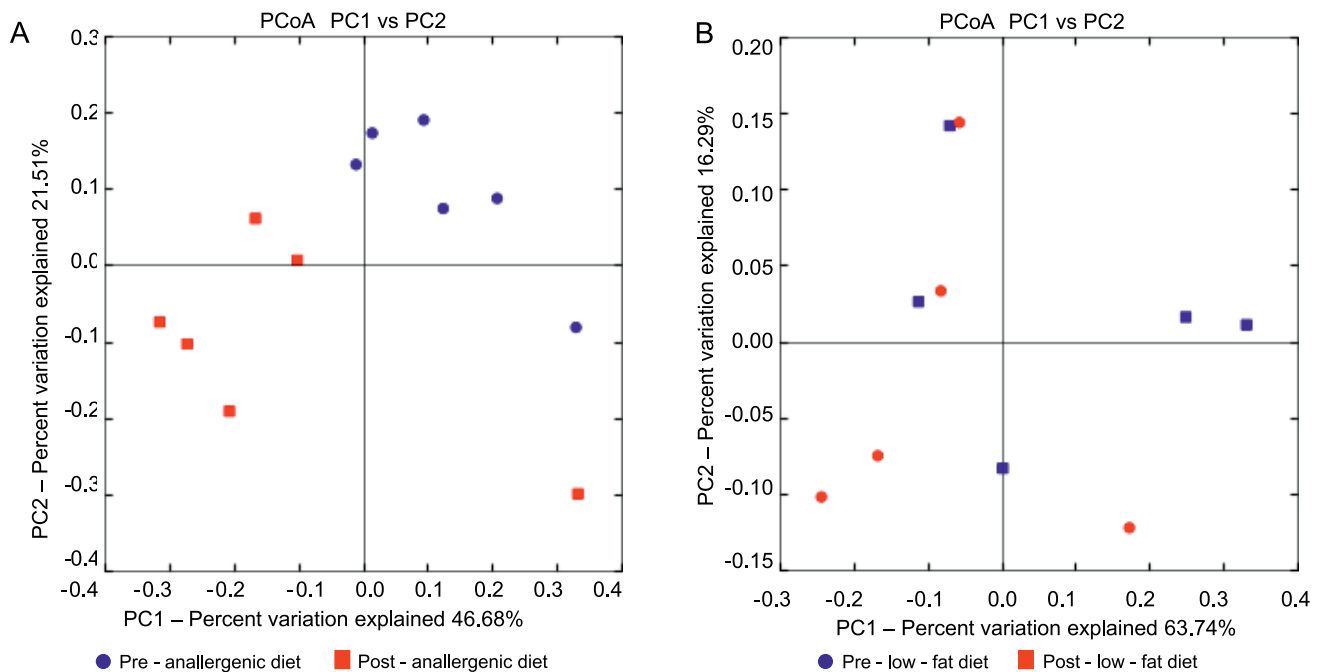 A
PCoA PC1 vs PC2
PC2 – Percent variation explained 21.51%
0.3
0.2
0.1
0.0
-0.1
-0.2
-0.3
-0.4
-0.4 -0.3 -0.2 -0.1 0.0 0.1 0.2 0.3 0.4
PC1 – Percent variation explained 46.68%
Pre - anallergenic diet Post - anallergenic diet
B
PCoA PC1 vs PC2
PC2 – Percent variation explained 16.29%
0.20
0.15
0.10
0.05
0.00
-0.05
-0.10
-0.15
-0.3 -0.2 -0.1 0.0 0.1 0.2 0.3 0.4
PC1 – Percent variation explained 63.74%
Pre - low - fat diet Post - low - fat diet